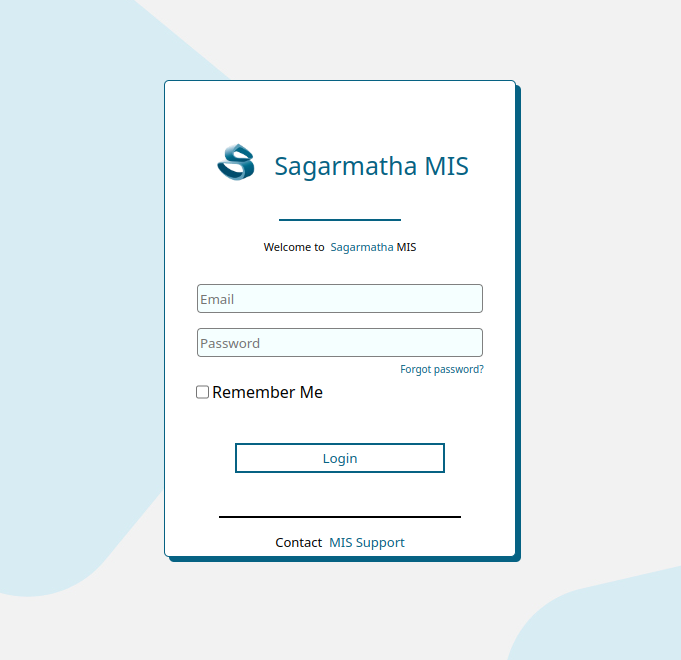 Sagarmatha MIS
Welcome to Sagarmatha MIS
Email
Password
Forgot password?
Remember Me
Login
Contact MIS Support